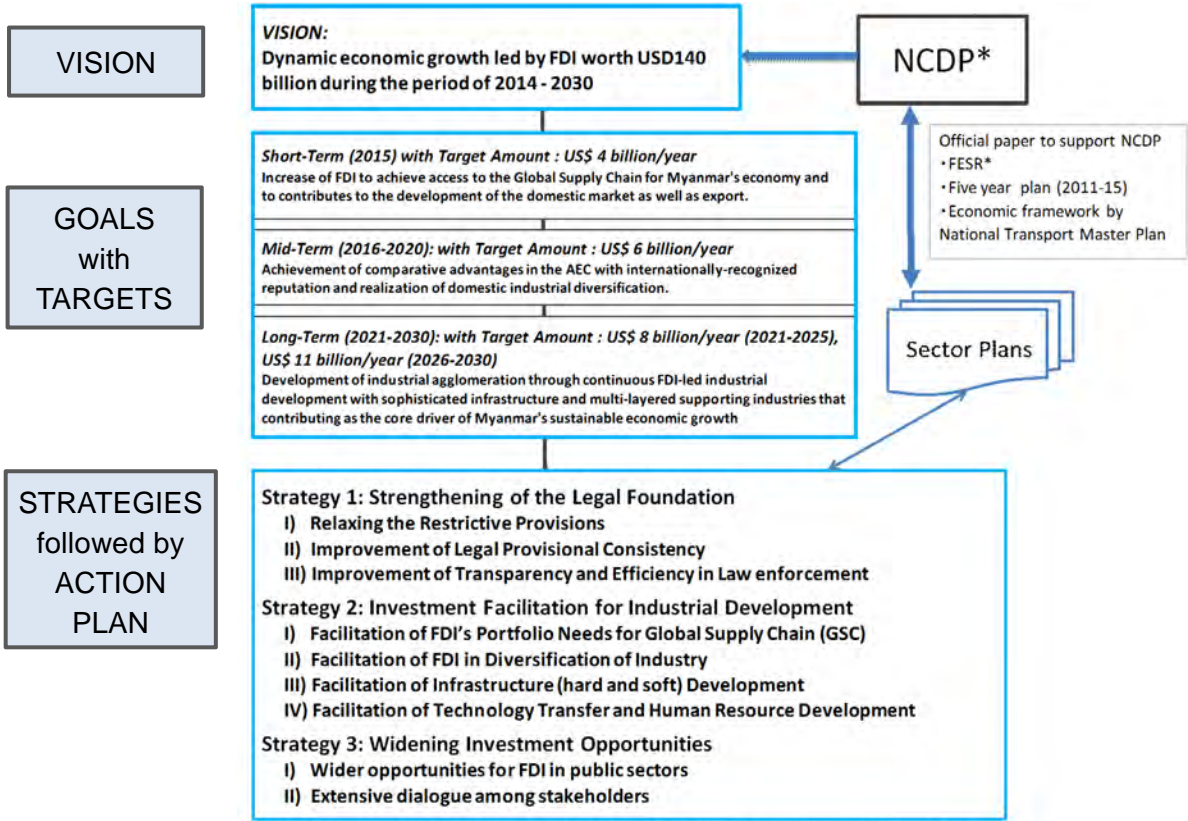 VISION
VISION:
Dynamic economic growth led by FDI worth USD140
billion during the period of 2014 - 2030
NCDP*
Official paper to support NCDP
・FESR*
・Five year plan (2011-15)
・Economic framework by
National Transport Master Plan
GOALS
with
TARGETS
Short-Term (2015) with Target Amount : US$ 4 billion/year
Increase of FDI to achieve access to the Global Supply Chain for Myanmar's economy and
to contributes to the development of the domestic market as well as export.
Mid-Term (2016-2020): with Target Amount : US$ 6 billion/year
Achievement of comparative advantages in the AEC with internationally-recognized
reputation and realization of domestic industrial diversification.
Long-Term (2021-2030): with Target Amount : US$ 8 billion/year (2021-2025),
US$ 11 billion/year (2026-2030)
Development of industrial agglomeration through continuous FDI-led industrial
development with sophisticated infrastructure and multi-layered supporting industries that
contributing as the core driver of Myanmar's sustainable economic growth
Sector Plans
STRATEGIES
followed by
ACTION
PLAN
Strategy 1: Strengthening of the Legal Foundation
I) Relaxing the Restrictive Provisions
II) Improvement of Legal Provisional Consistency
III) Improvement of Transparency and Efficiency in Law enforcement
Strategy 2: Investment Facilitation for Industrial Development
I) Facilitation of FDI's Portfolio Needs for Global Supply Chain (GSC)
II) Facilitation of FDI in Diversification of Industry
III) Facilitation of Infrastructure (hard and soft) Development
IV) Facilitation of Technology Transfer and Human Resource Development
Strategy 3: Widening Investment Opportunities
I) Wider opportunities for FDI in public sectors
II) Extensive dialogue among stakeholders